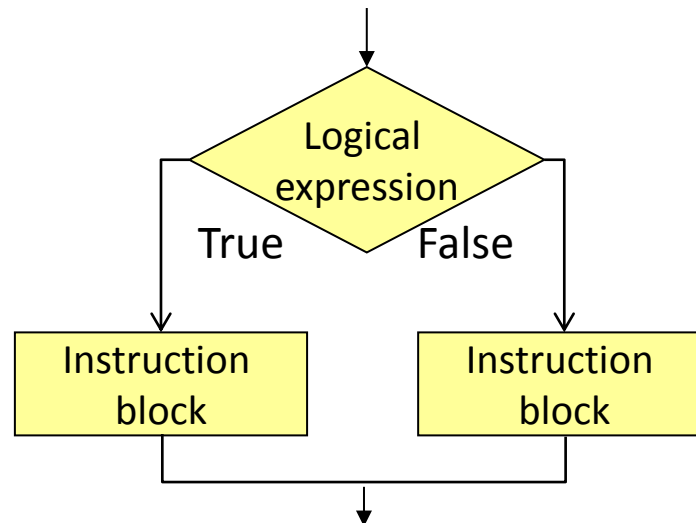 Logical
expression
True
False
Instruction
block
Instruction
block